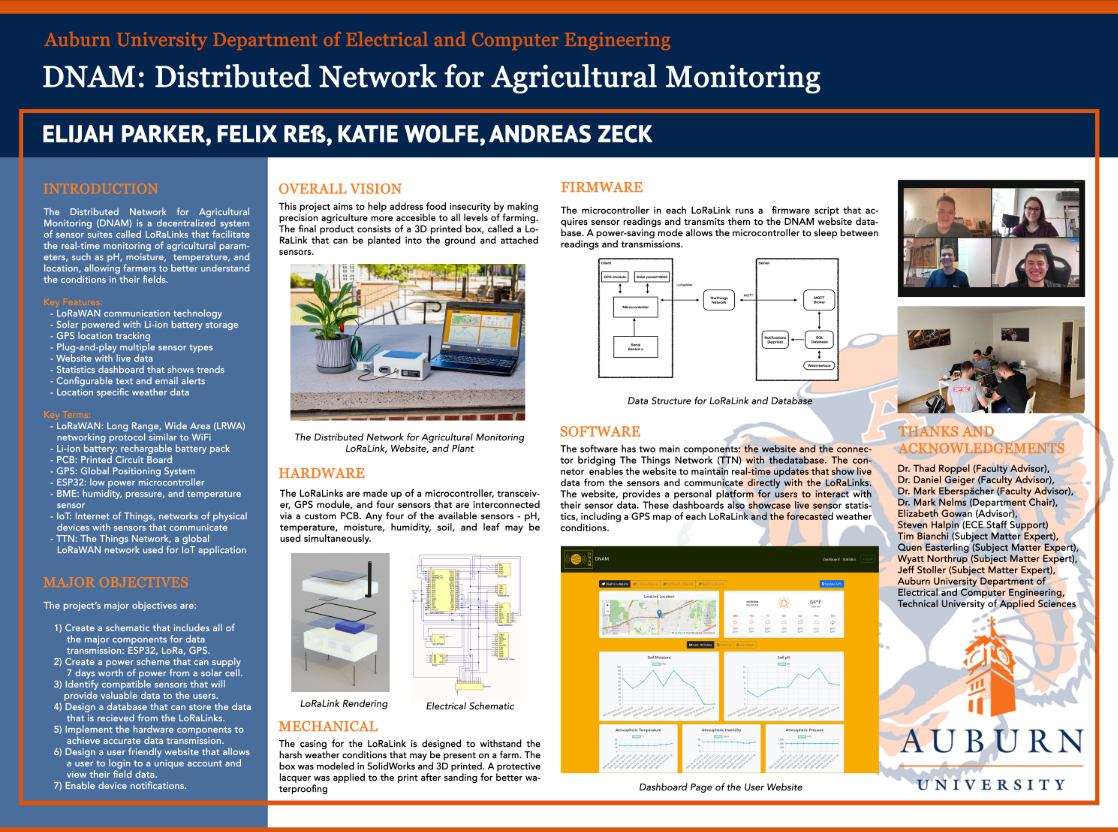 Auburn University Department of Electrical and Computer Engineering
DNAM: Distributed Network for Agricultural Monitoring
ELIJAH PARKER, FELIX REß, KATIE WOLFE, ANDREAS ZECK
INTRODUCTION
The Distributed Network for Agricultural
Monitoring (DNAM) is a decentralized system
of sensor suites called LoRaLinks that facilitate
the real-time monitoring of agricultural param-
eters, such as pH, moisture, temperature, and
location, allowing farmers to better understand
the conditions in their fields.
Key Features:
- LoRaWAN communication technology
- Solar powered with Li-ion battery storage
- GPS location tracking
- Plug-and-play multiple sensor types
- Website with live data
- Statistics dashboard that shows trends
- Configurable text and email alerts
- Location specific weather data
Key Terms:
- LoRaWAN: Long Range, Wide Area (LRWA)
networking protocol similar to WiFi
- Li-ion battery: rechargable battery pack
- PCB: Printed Circuit Board
- GPS: Global Positioning System
- ESP32: low power microcontroller
- BME: humidity, pressure, and temperature
sensor
- IoT: Internet of Things, networks of physical
devices with sensors that communicate
- TTN: The Things Network, a global
LoRaWAN network used for IoT application
MAJOR OBJECTIVES
The project's major objectives are:
1) Create a schematic that includes all of
the major components for data
transmission: ESP32, LoRa, GPS.
2) Create a power scheme that can supply
7 days worth of power from a solar cell.
3) Identify compatible sensors that will
provide valuable data to the users.
4) Design a database that can store the data
that is recieved from the LoRaLinks.
5) Implement the hardware components to
achieve accurate data transmission.
6) Design a user friendly website that allows
a user to login to a unique account and
view their field data.
7) Enable device notifications.
OVERALL VISION
This project aims to help address food insecurity by making
precision agriculture more accesible to all levels of farming.
The final product consists of a 3D printed box, called a Lo-
RaLink that can be planted into the ground and attached
sensors.
The Distributed Network for Agricultural Monitoring
LoRaLink, Website, and Plant
HARDWARE
The LoRaLinks are made up of a microcontroller, transceiv-
er, GPS module, and four sensors that are interconnected
via a custom PCB. Any four of the available sensors - pH,
temperature, moisture, humidity, soil, and leaf may be
used simultaneously.
LoRaLink Rendering
Electrical Schematic
MECHANICAL
The casing for the LoRaLink is designed to withstand the
harsh weather conditions that may be present on a farm. The
box was modeled in SolidWorks and 3D printed. A protective
lacquer was applied to the print after sanding for better wa-
terproofing
FIRMWARE
The microcontroller in each LoRaLink runs a firmware script that ac-
quires sensor readings and transmits them to the DNAM website data-
base. A power-saving mode allows the microcontroller to sleep between
readings and transmissions.
Client
GPS-module
Microcontroller
LoRaWAN
TheThings
Network
MQTT
Server
MQTT
Broker
SQL
Database
Notifications
Webinterface
Data Structure for LoRaLink and Database
SOFTWARE
The software has two main components: the website and the connec-
tor bridging The Things Network (TTN) with thedatabase. The con-
netor enables the website to maintain real-time updates that show live
data from the sensors and communicate directly with the LoRaLinks.
The website, provides a personal platform for users to interact with
their sensor data. These dashboards also showcase live sensor statis-
tics, including a GPS map of each LoRaLink and the forecasted weather
conditions.
DNAM
Dashboard
LoraLink Location
64°F
Soil Moisture
Soil pH
Atmospheric Temperature
Atmospheric Humidity
Atmospheric Pressure
Dashboard Page of the User Website
THANKS AND
ACKNOWLEDGEMENTS
Dr. Thad Roppel (Faculty Advisor),
Dr. Daniel Geiger (Faculty Advisor),
Dr. Mark Eberspächer (Faculty Advisor),
Dr. Mark Nelms (Department Chair),
Elizabeth Gowan (Advisor),
Steven Halpin (ECE Staff Support)
Tim Bianchi (Subject Matter Expert),
Quen Easterling (Subject Matter Expert),
Wyatt Northrup (Subject Matter Expert),
Jeff Stoller (Subject Matter Expert),
Auburn University Department of
Electrical and Computer Engineering,
Technical University of Applied Sciences
AUBURN
UNIVERSITY